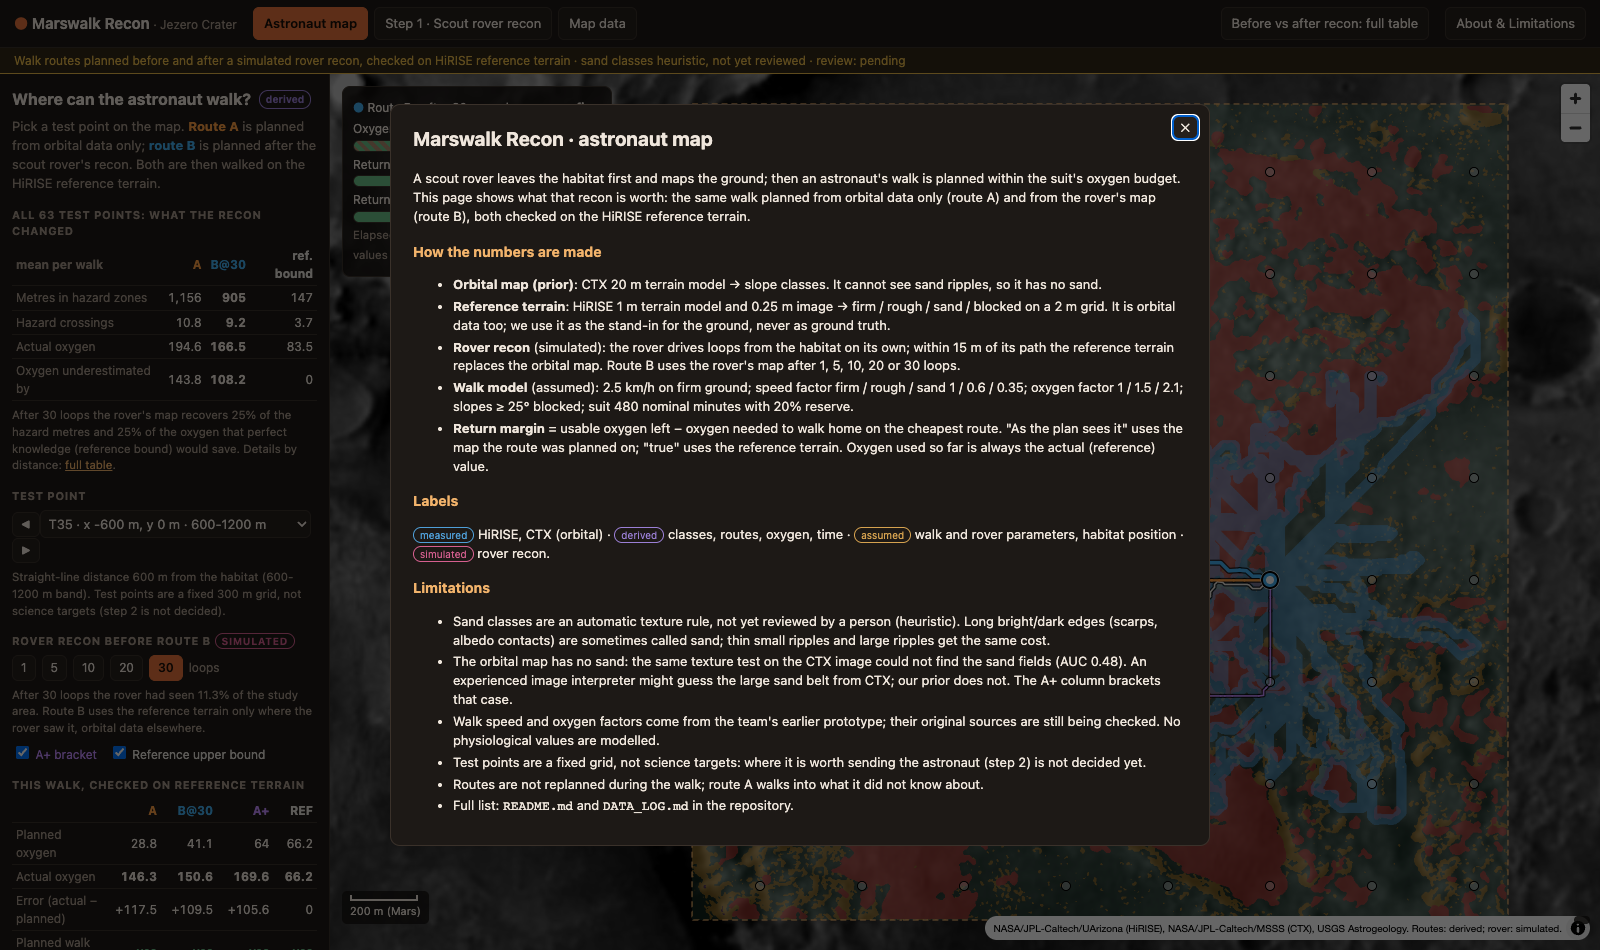 Marswalk Recon · Jezero Crater
Astronaut map
Step 1 · Scout rover recon
Map data
Before vs after recon: full table
About & Limitations
Walk routes planned before and after a simulated rover recon, checked on HiRISE reference terrain · sand classes heuristic, not yet reviewed · review: pending
Where can the astronaut walk? derived
Pick a test point on the map. Route A is planned
from orbital data only; route B is planned after the
scout rover's recon. Both are then walked on the
HiRISE reference terrain.
ALL 63 TEST POINTS: WHAT THE RECON
CHANGED
mean per walk A B@30 ref. bound
Metres in hazard zones 1,156 905 147
Hazard crossings 10.8 9.2 3.7
Actual oxygen 194.6 166.5 83.5
Oxygen underestimated by 143.8 108.2 0
After 30 loops the rover's map recovers 25% of the
hazard metres and 25% of the oxygen that perfect
knowledge (reference bound) would save. Details by
distance: full table.
TEST POINT
◀ T35 · x -600 m, y 0 m · 600-1200 m
▶
Straight-line distance 600 m from the habitat (600-
1200 m band). Test points are a fixed 300 m grid, not
science targets (step 2 is not decided).
ROVER RECON BEFORE ROUTE B SIMULATED
1 5 10 20 30 loops
After 30 loops the rover had seen 11.3% of the study
area. Route B uses the reference terrain only where the
rover saw it, orbital data elsewhere.
A+ bracket Reference upper bound
THIS WALK, CHECKED ON REFERENCE TERRAIN
A B@30 A+ REF
Planned oxygen 28.8 41.1 64 66.2
Actual oxygen 146.3 150.6 169.6 66.2
Error (actual – planned) +117.5 +109.5 +105.6 0
Planned walk
Oxyge
Return
Return
Elapse
values
Marswalk Recon · astronaut map
×
A scout rover leaves the habitat first and maps the ground; then an astronaut's walk is planned within the suit's oxygen budget.
This page shows what that recon is worth: the same walk planned from orbital data only (route A) and from the rover's map
(route B), both checked on the HiRISE reference terrain.
How the numbers are made
• Orbital map (prior): CTX 20 m terrain model → slope classes. It cannot see sand ripples, so it has no sand.
• Reference terrain: HiRISE 1 m terrain model and 0.25 m image → firm / rough / sand / blocked on a 2 m grid. It is orbital
data too; we use it as the stand-in for the ground, never as ground truth.
• Rover recon (simulated): the rover drives loops from the habitat on its own; within 15 m of its path the reference terrain
replaces the orbital map. Route B uses the rover's map after 1, 5, 10, 20 or 30 loops.
• Walk model (assumed): 2.5 km/h on firm ground; speed factor firm / rough / sand 1 / 0.6 / 0.35; oxygen factor 1 / 1.5 / 2.1;
slopes ≥ 25° blocked; suit 480 nominal minutes with 20% reserve.
• Return margin = usable oxygen left – oxygen needed to walk home on the cheapest route. "As the plan sees it" uses the
map the route was planned on; "true" uses the reference terrain. Oxygen used so far is always the actual (reference)
value.
Labels
measured HiRISE, CTX (orbital) · derived classes, routes, oxygen, time · assumed walk and rover parameters, habitat position ·
simulated rover recon.
Limitations
• Sand classes are an automatic texture rule, not yet reviewed by a person (heuristic). Long bright/dark edges (scarps,
albedo contacts) are sometimes called sand; thin small ripples and large ripples get the same cost.
• The orbital map has no sand: the same texture test on the CTX image could not find the sand fields (AUC 0.48). An
experienced image interpreter might guess the large sand belt from CTX; our prior does not. The A+ column brackets
that case.
• Walk speed and oxygen factors come from the team's earlier prototype; their original sources are still being checked. No
physiological values are modelled.
• Test points are a fixed grid, not science targets: where it is worth sending the astronaut (step 2) is not decided yet.
• Routes are not replanned during the walk; route A walks into what it did not know about.
• Full list: README.md and DATA_LOG.md in the repository.
+
−
200 m (Mars)
NASA/JPL-Caltech/UArizona (HiRISE), NASA/JPL-Caltech/MSSS (CTX), USGS Astrogeology. Routes: derived; rover: simulated.